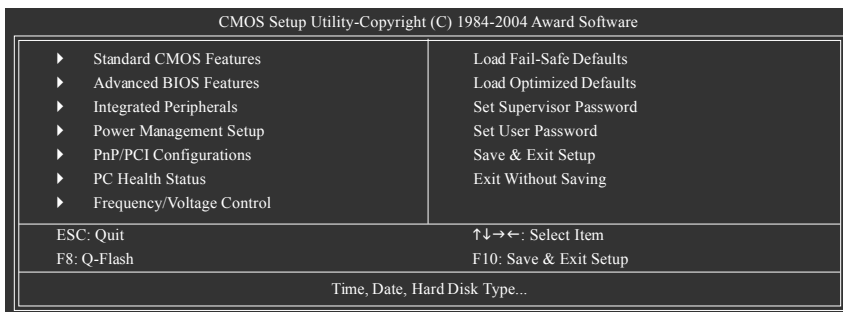 CMOS Setup Utility-Copyright (C) 1984-2004 Award Software
Standard CMOS Features
Advanced BIOS Features
Integrated Peripherals
Power Management Setup
PnP/PCI Configurations
PC Health Status
Frequency/Voltage Control
Load Fail-Safe Defaults
Load Optimized Defaults
Set Supervisor Password
Set User Password
Save & Exit Setup
Exit Without Saving
ESC: Quit
↑↓→←: Select Item
F8: Q-Flash
F10: Save & Exit Setup
Time, Date, Hard Disk Type...